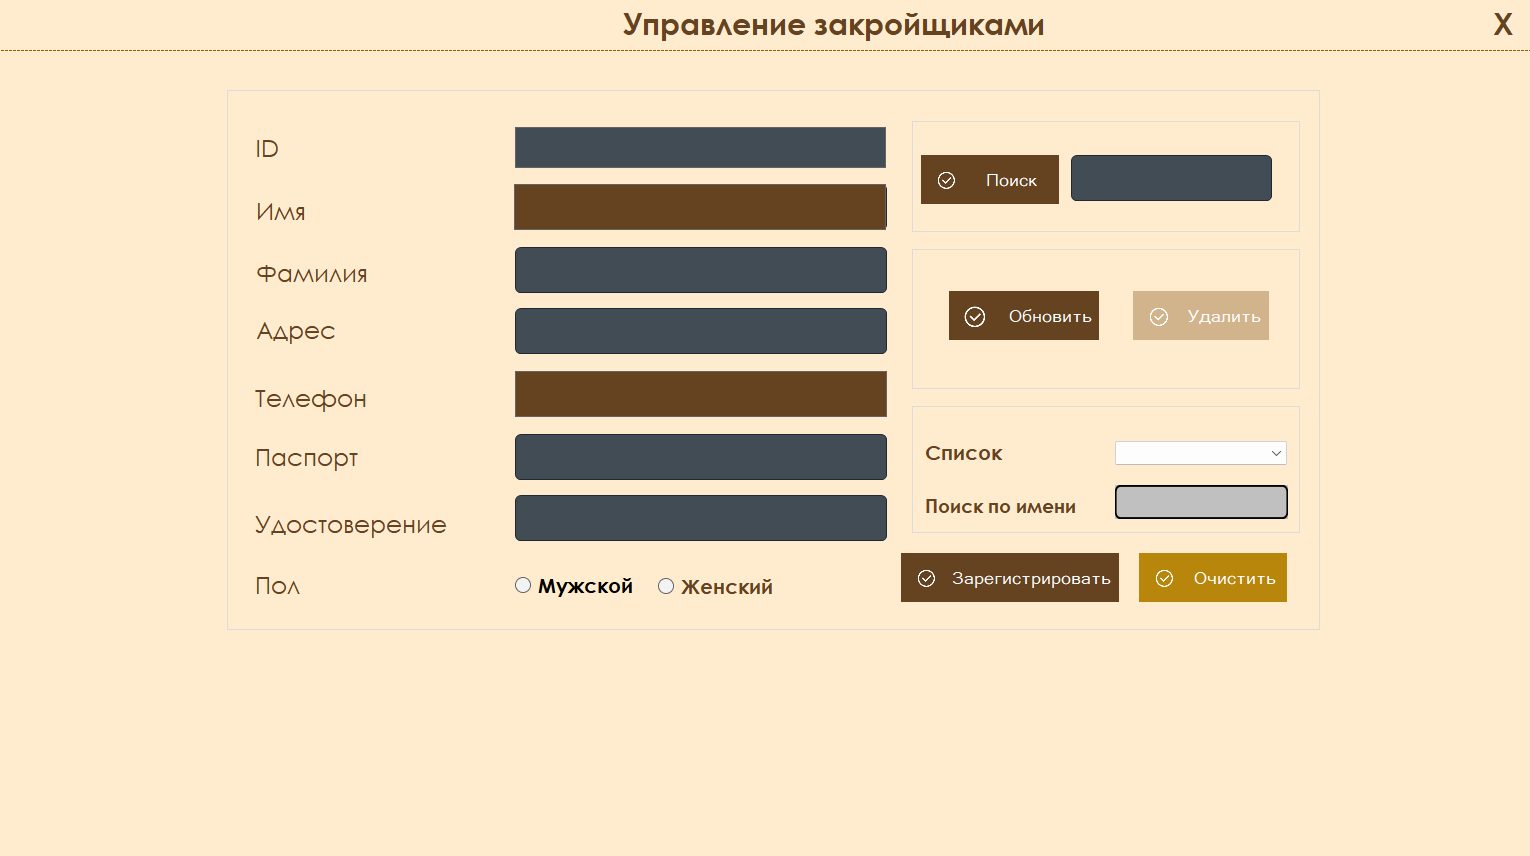 Управление закройщиками
X
ID
Имя
Фамилия
Адрес
Телефон
Паспорт
Удостоверение
Пол
Мужской
Женский
Поиск
Обновить
Удалить
Список
Поиск по имени
Зарегистрировать
Очистить